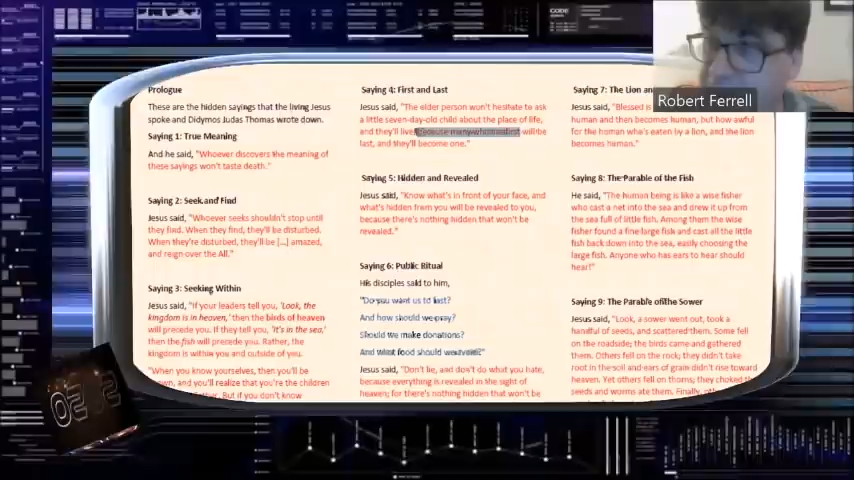 Prologue
These are the hidden sayings that the living Jesus
spoke and Didymos Judas Thomas wrote down.
Saying 1: True Meaning
And he said, "Whoever discovers the meaning of
these sayings won't taste death."
Saying 2: Seek and Find
Jesus said, "Whoever seeks shouldn't stop until
they find. When they find, they'll be disturbed.
When they're disturbed, they'll be [...] amazed,
and reign over the All."
Saying 3: Seeking Within
Jesus said, "If your leaders tell you, 'Look, the
kingdom is in heaven,' then the birds of heaven
will precede you. If they tell you, 'It's in the sea,'
then the fish will precede you. Rather, the
kingdom is within you and outside of you.
"When you know yourselves, then you'll be
and you'll realize that you're the children
But if you don't know
Saying 4: First and Last
Jesus said, "The elder person won't hesitate to ask
a little seven-day-old child about the place of life,
and they'll live, because many who are first will be
last, and they'll become one."
Saying 5: Hidden and Revealed
Jesus said, "Know what's in front of your face, and
what's hidden from you will be revealed to you,
because there's nothing hidden that won't be
revealed."
Saying 6: Public Ritual
His disciples said to him,
"Do you want us to fast?
And how should we pray?
Should we make donations?
And what food should we avoid?"
Jesus said, "Don't lie, and don't do what you hate,
because everything is revealed in the sight of
heaven; for there's nothing hidden that won't be
Saying 7: The Lion an
Jesus said, "Blessed is
human and then becomes human, but how awful
for the human who's eaten by a lion, and the lion
becomes human."
Saying 8: The Parable of the Fish
He said, "The human being is like a wise fisher
who cast a net into the sea and drew it up from
the sea full of little fish. Among them the wise
fisher found a fine large fish and cast all the little
fish back down into the sea, easily choosing the
large fish. Anyone who has ears to hear should
hear!"
Saying 9: The Parable of the Sower
Jesus said, "Look, a sower went out, took a
handful of seeds, and scattered them. Some fell
on the roadside; the birds came and gathered
them. Others fell on the rock; they didn't take
root in the soil and ears of grain didn't rise toward
heaven. Yet others fell on thorns; they choked
seeds and worms ate them. Finally,
Robert Ferrell
CODE